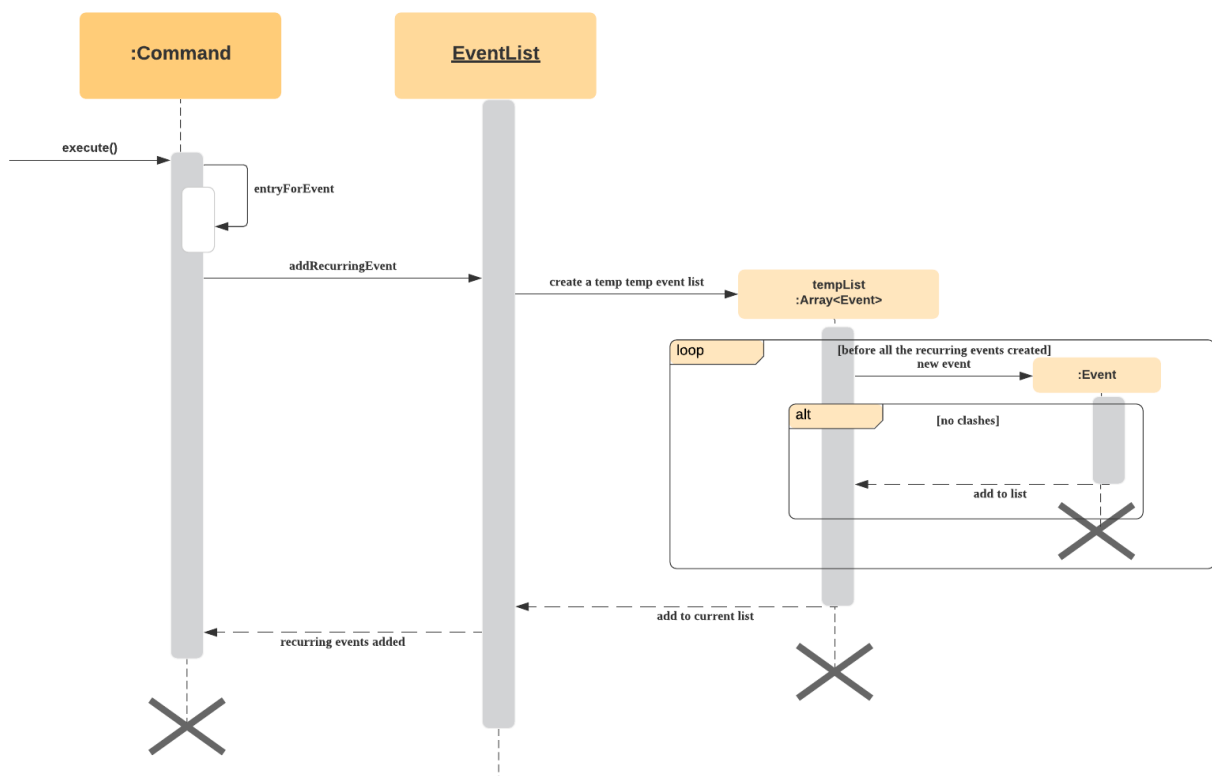 :Command
EventList
execute()
entryForEvent
addRecurringEvent
create a temp temp event list
tempList
:Array<Event>
loop
[before all the recurring events created]
new event
:Event
alt
[no clashes]
add to list
add to current list
recurring events added